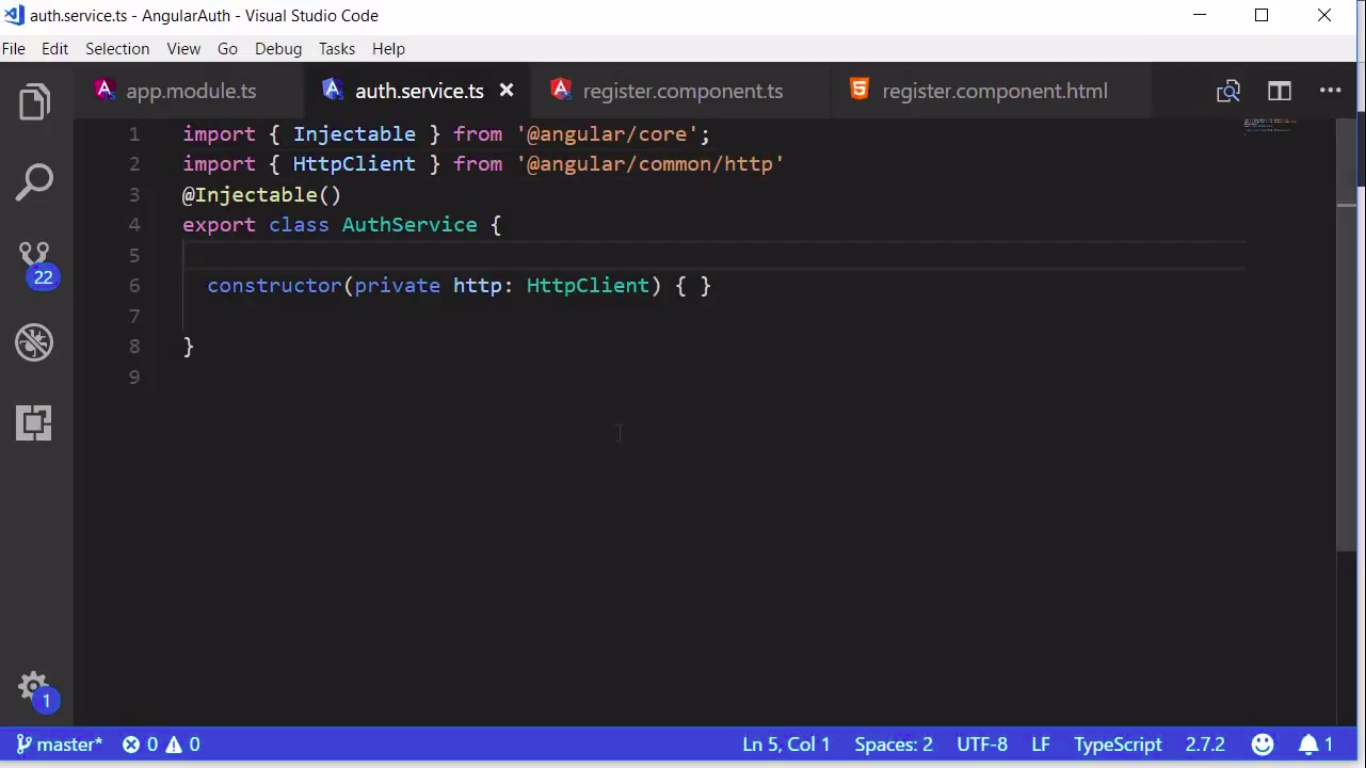 auth.service.ts - AngularAuth - Visual Studio Code
File Edit Selection View Go Debug Tasks Help
app.module.ts auth.service.ts register.component.ts register.component.html
1 import { Injectable } from '@angular/core';
2 import { HttpClient } from '@angular/common/http'
3 @Injectable()
4 export class AuthService {
5
6 constructor(private http: HttpClient) { }
7
8 }
9
22
1
master* 0 0 Ln 5, Col 1 Spaces: 2 UTF-8 LF TypeScript 2.7.2 1